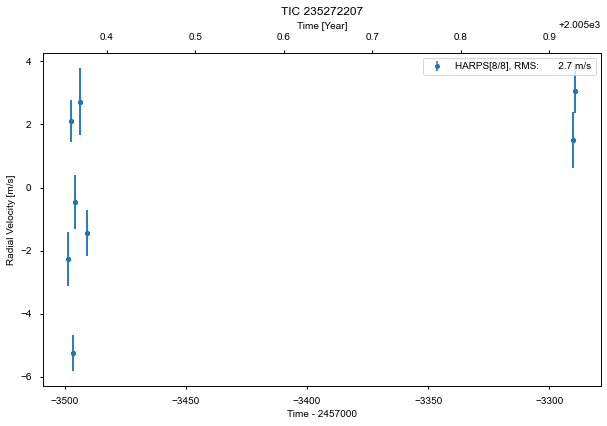 TIC 235272207
Time [Year]
+2.005e3
0.4 0.5 0.6 0.7 0.8 0.9
HARPS[8/8], RMS: 2.7 m/s
4
2
0
−2
−4
−6
Radial Velocity [m/s]
−3500 −3450 −3400 −3350 −3300
Time - 2457000